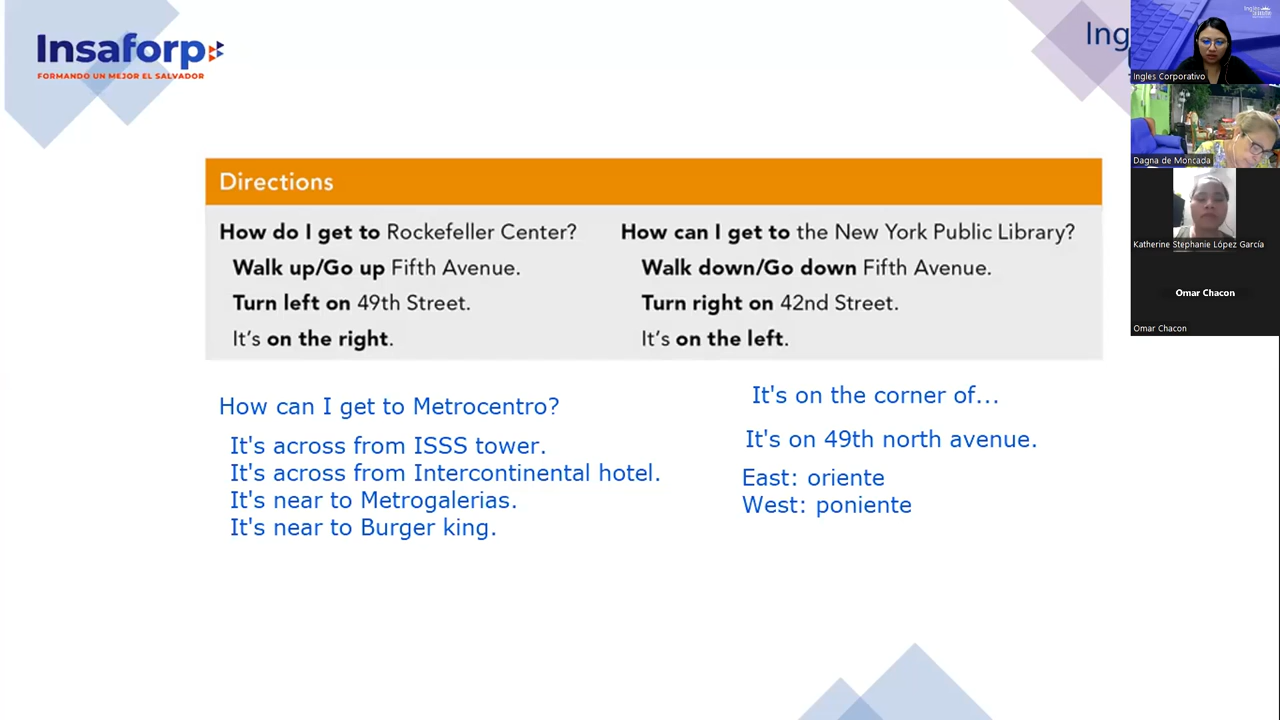 Insaforp
FORMANDO UN MEJOR EL SALVADOR
Ing
Directions
How do I get to Rockefeller Center?
Walk up/Go up Fifth Avenue.
Turn left on 49th Street.
It's on the right.
How can I get to the New York Public Library?
Walk down/Go down Fifth Avenue.
Turn right on 42nd Street.
It's on the left.
How can I get to Metrocentro?
It's across from ISSS tower.
It's across from Intercontinental hotel.
It's near to Metrogalerias.
It's near to Burger king.
It's on the corner of...
It's on 49th north avenue.
East: oriente
West: poniente
Ingles Corporativo
Dagna de Moncada
Katherine Stephanie López García
Omar Chacon
Omar Chacon